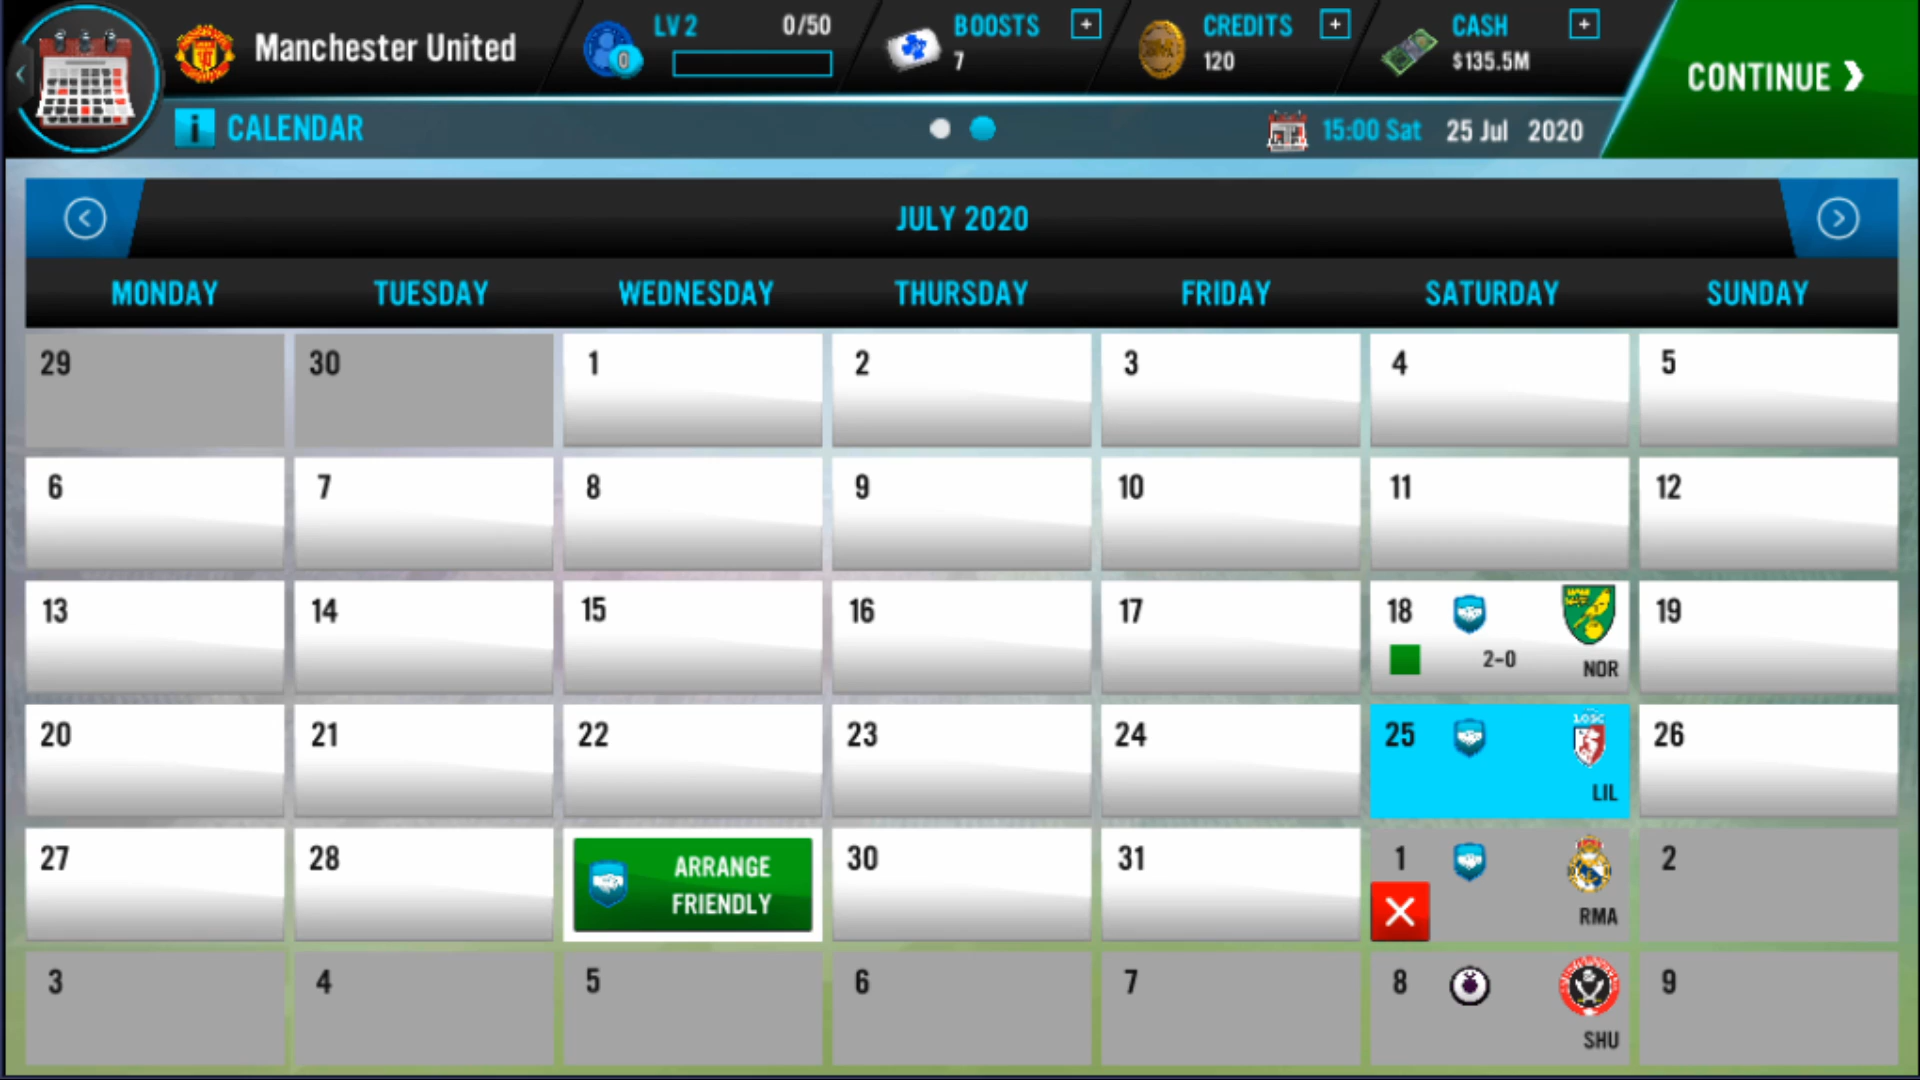 Manchester United
LV 2 0/50
0
BOOSTS +
7
CREDITS +
120
CASH +
$135.5M
CONTINUE
i CALENDAR
15:00 Sat 25 Jul 2020
JULY 2020
MONDAY TUESDAY WEDNESDAY THURSDAY FRIDAY SATURDAY SUNDAY
29 30 1 2 3 4 5
6 7 8 9 10 11 12
13 14 15 16 17 18 19
2-0 NOR
20 21 22 23 24 25 LOSC 26
LIL
27 28 ARRANGE FRIENDLY 30 31 1 2
RMA
3 4 5 6 7 8 9
SHU